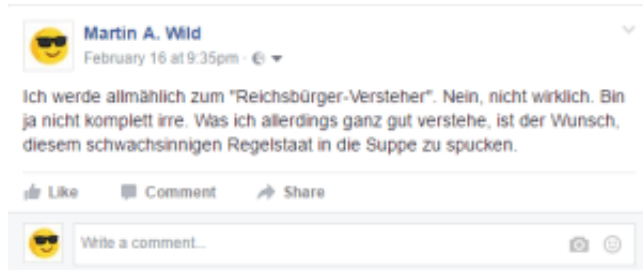 Martin A. Wild
February 16 at 9:35pm ·
Ich werde allmählich zum "Reichsbürger-Versteher". Nein, nicht wirklich. Bin
ja nicht komplett irre. Was ich allerdings ganz gut verstehe, ist der Wunsch,
diesem schwachsinnigen Regelstaat in die Suppe zu spucken.
Like Comment Share
Write a comment...